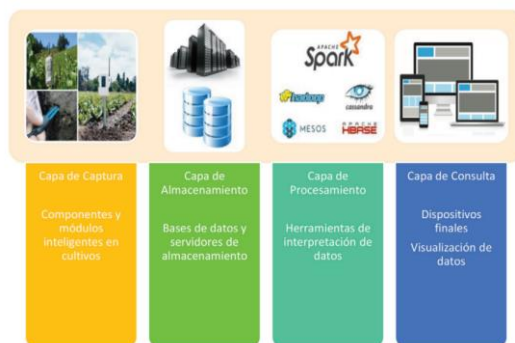 APACHE
Spark
hadoop
cassandra
MESOS
APACHE
HBASE
Capa de Captura
Componentes y
módulos
inteligentes en
cultivos
Capa de
Almacenamiento
Bases de datos y
servidores de
almacenamiento
Capa de
Procesamiento
Herramientas de
interpretación de
datos
Capa de Consulta
Dispositivos
finales
Visualización de
datos